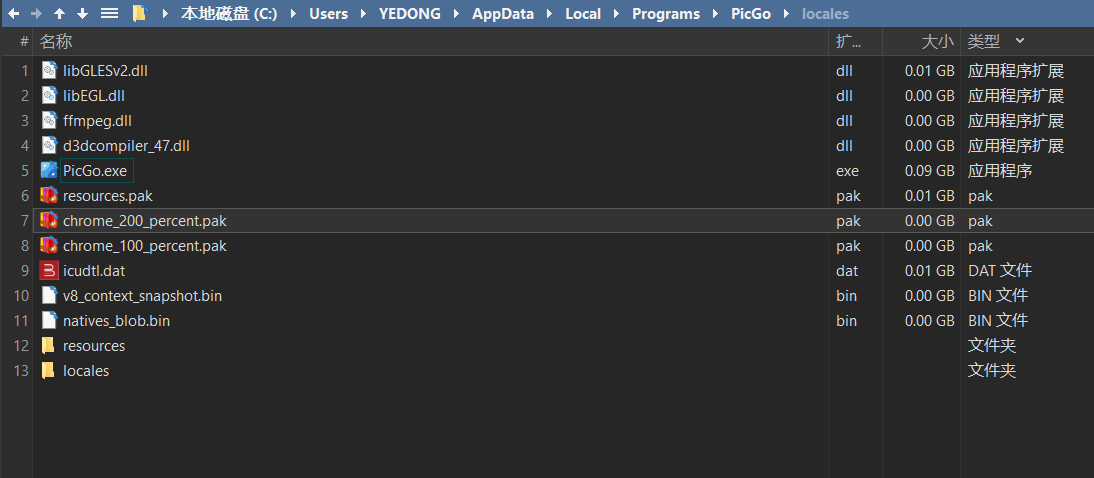 本地磁盘 (C:) Users YEDONG AppData Local Programs PicGo locales
# 名称 扩... 大小 类型
1 libGLESv2.dll dll 0.01 GB 应用程序扩展
2 libEGL.dll dll 0.00 GB 应用程序扩展
3 ffmpeg.dll dll 0.00 GB 应用程序扩展
4 d3dcompiler_47.dll dll 0.00 GB 应用程序扩展
5 PicGo.exe exe 0.09 GB 应用程序
6 resources.pak pak 0.01 GB pak
7 chrome_200_percent.pak pak 0.00 GB pak
8 chrome_100_percent.pak pak 0.00 GB pak
9 icudtl.dat dat 0.01 GB DAT 文件
10 v8_context_snapshot.bin bin 0.00 GB BIN 文件
11 natives_blob.bin bin 0.00 GB BIN 文件
12 resources 文件夹
13 locales 文件夹